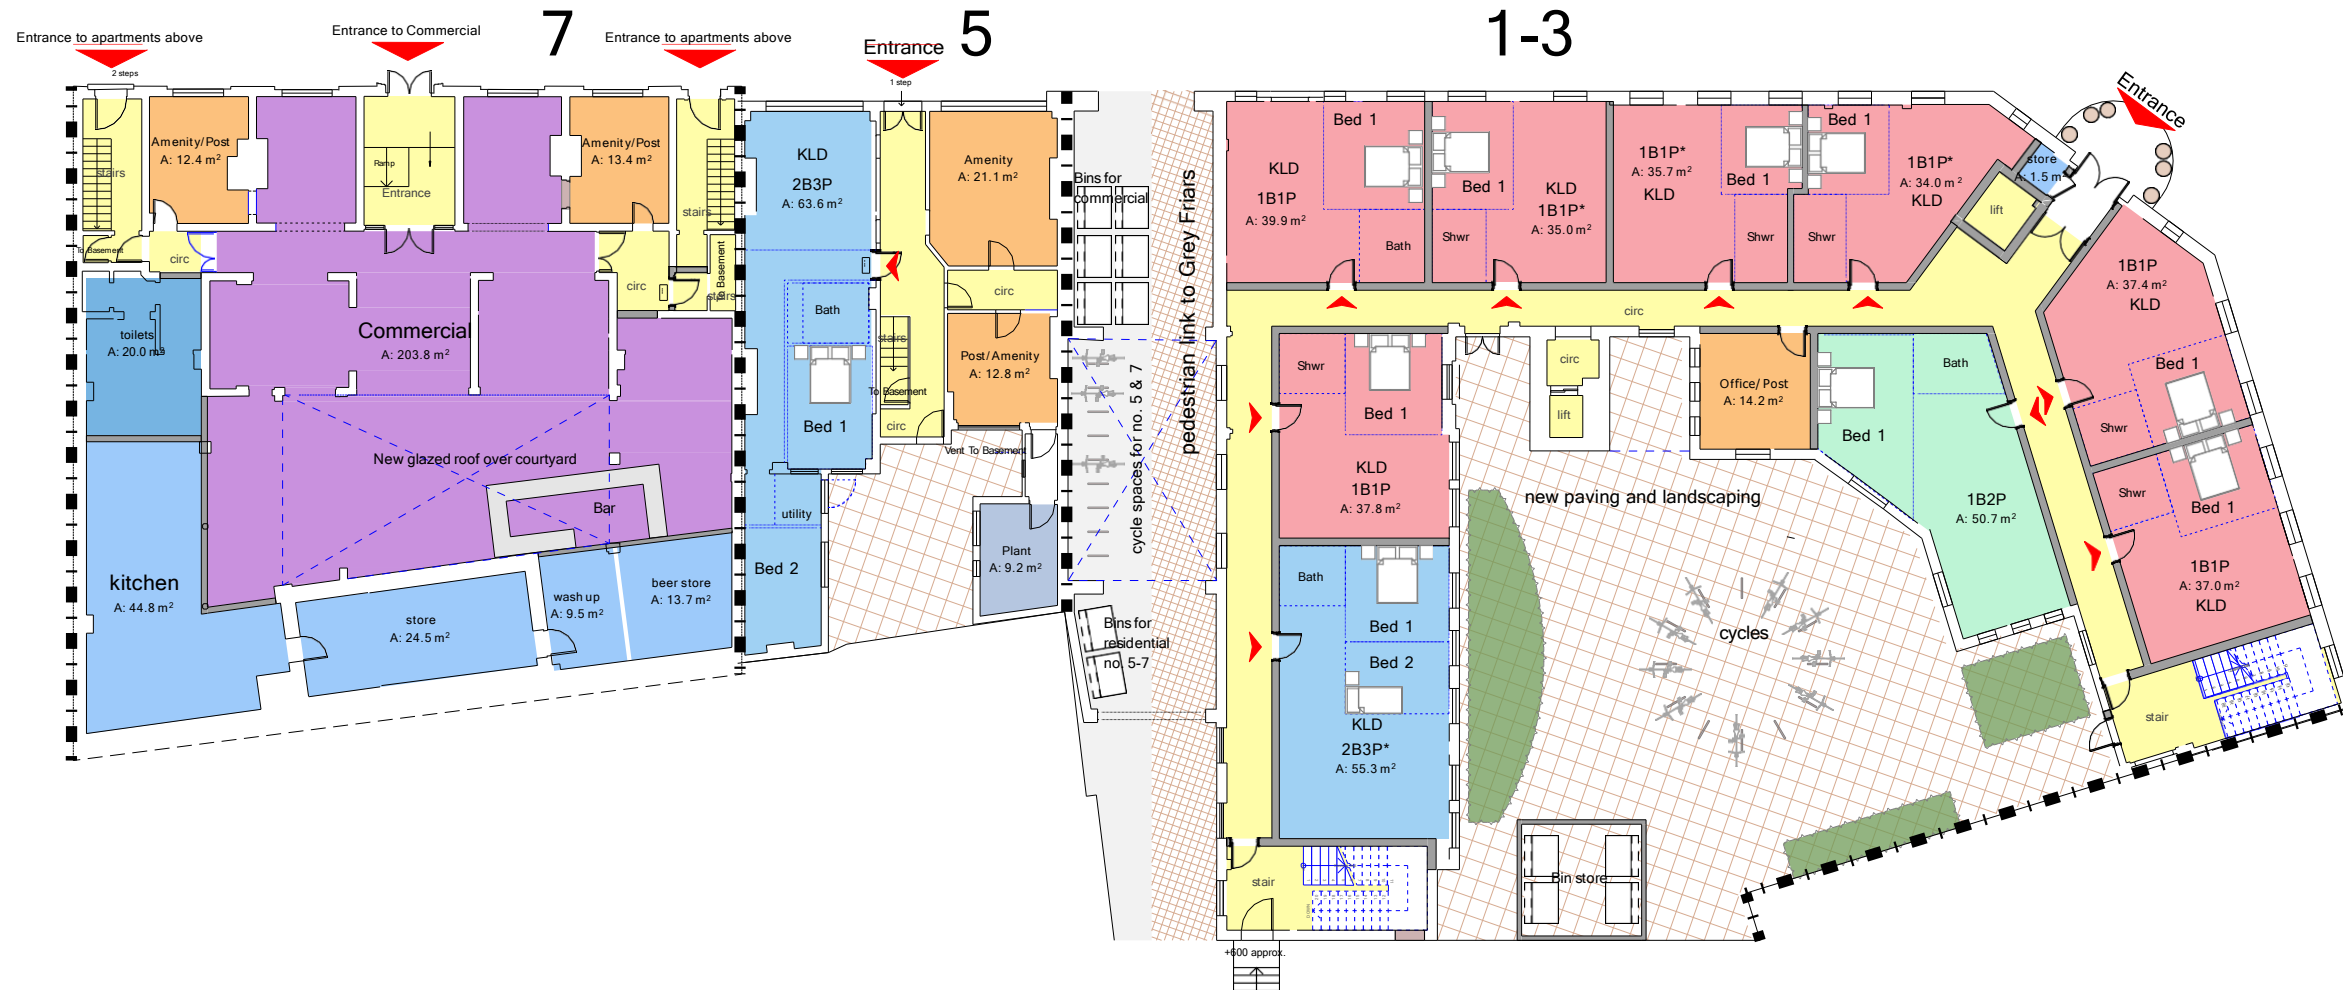 7
5
1-3
Entrance to apartments above
Entrance to Commercial
Entrance to apartments above
Entrance
Entrance
2 steps
1 step
stairs
Amenity/Post
A: 12.4 m²
Ramp
Entrance
Amenity/Post
A: 13.4 m²
stairs
To Basement
circ
circ
To Basement
stairs
toilets
A: 20.0 m²
Commercial
A: 203.8 m²
New glazed roof over courtyard
Bar
kitchen
A: 44.8 m²
store
A: 24.5 m²
wash up
A: 9.5 m²
beer store
A: 13.7 m²
KLD
2B3P
A: 63.6 m²
Bath
Bed 1
utility
Bed 2
Amenity
A: 21.1 m²
circ
stairs
To Basement
circ
Post/Amenity
A: 12.8 m²
Vent To Basement
Plant
A: 9.2 m²
Bins for
commercial
cycle spaces for no. 5 & 7
pedestrian link to Grey Friars
Bins for
residential
no. 5-7
Bed 1
KLD
1B1P
A: 39.9 m²
Bath
Bed 1
KLD
1B1P*
A: 35.0 m²
Shwr
1B1P*
A: 35.7 m²
KLD
Bed 1
Shwr
Bed 1
1B1P*
A: 34.0 m²
KLD
Shwr
store
A: 1.5 m²
lift
circ
1B1P
A: 37.4 m²
KLD
Bed 1
Shwr
Shwr
Bed 1
1B1P
A: 37.0 m²
KLD
Shwr
Bed 1
KLD
1B1P
A: 37.8 m²
circ
lift
Office/ Post
A: 14.2 m²
Bath
Bed 1
1B2P
A: 50.7 m²
new paving and landscaping
cycles
Bath
Bed 1
Bed 2
KLD
2B3P*
A: 55.3 m²
stair
stair
Bin store
+600 approx.